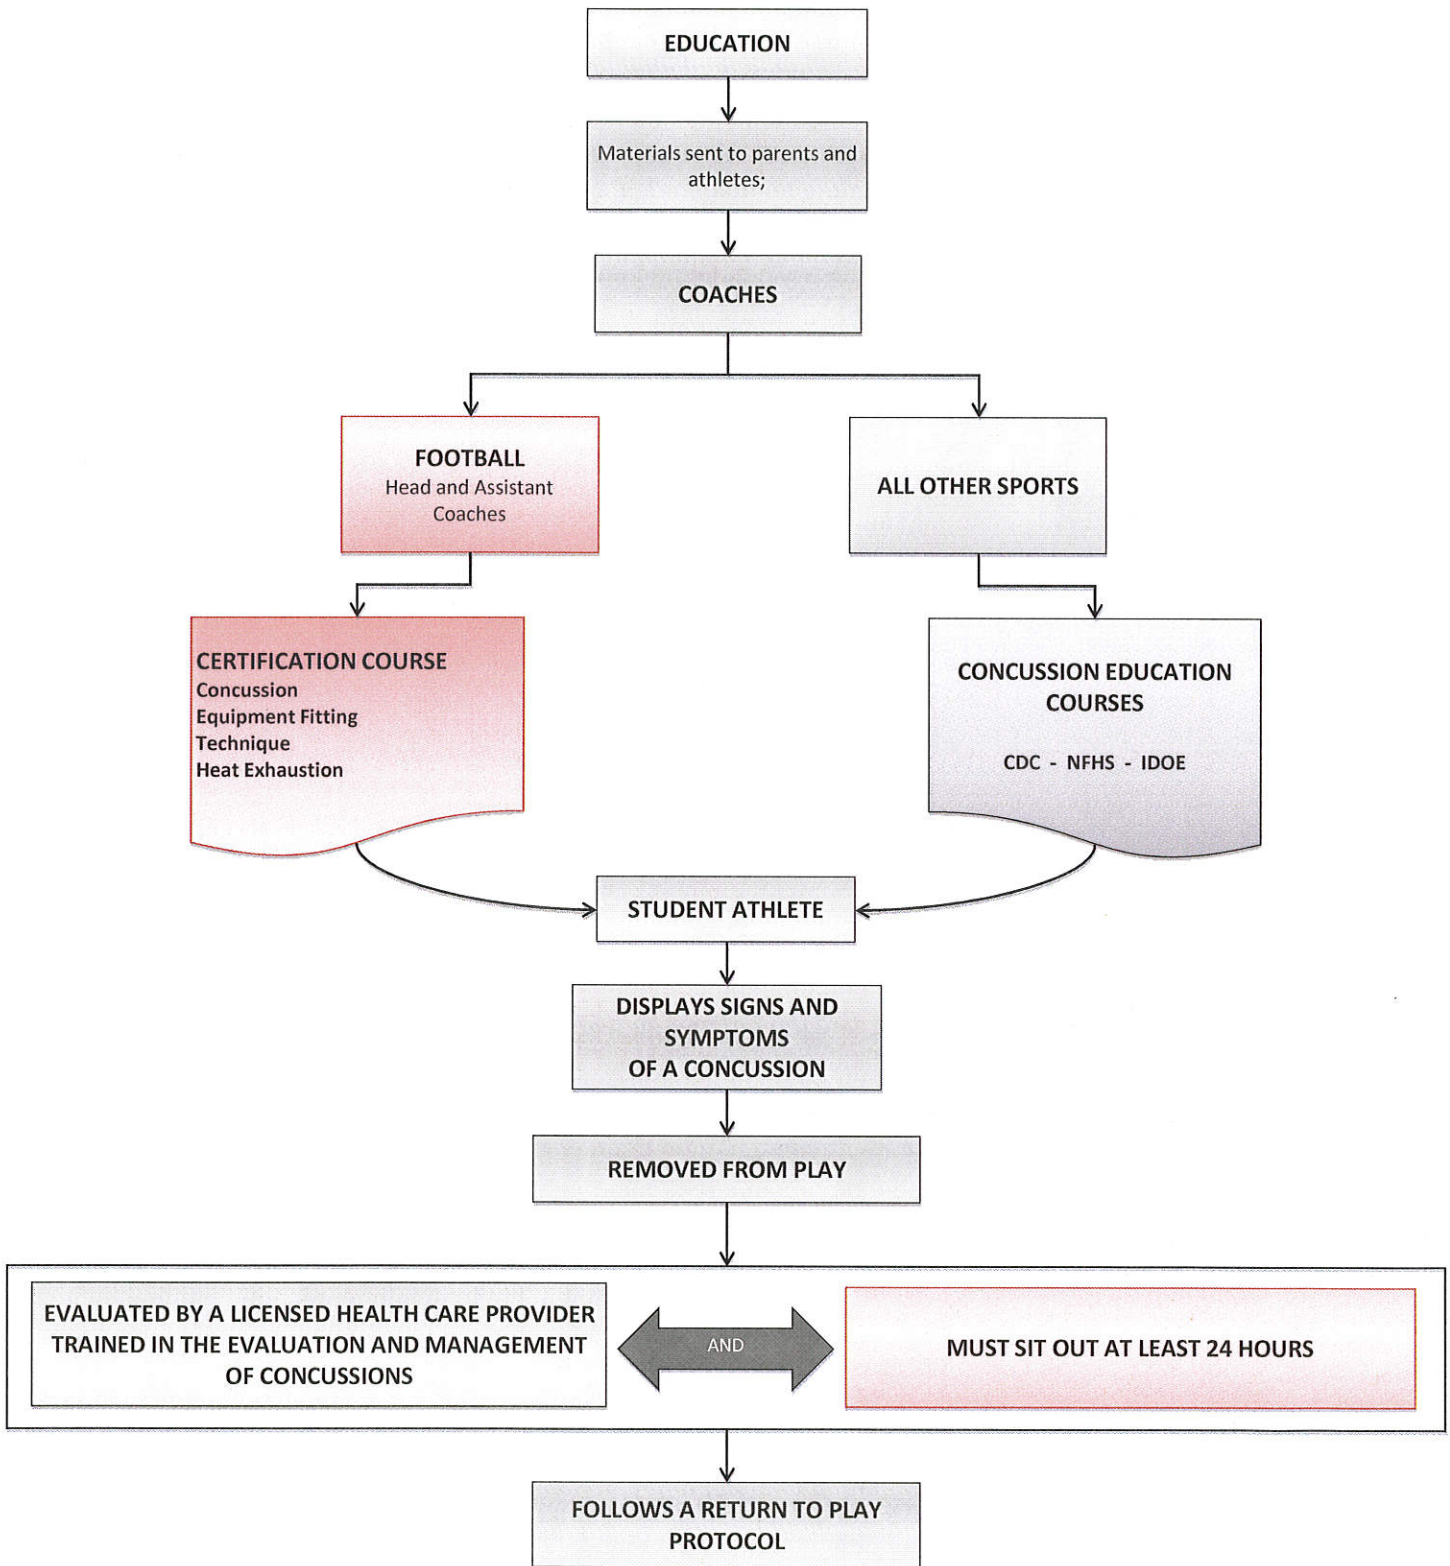 EDUCATION
Materials sent to parents and
athletes;
COACHES
FOOTBALL
Head and Assistant
Coaches
ALL OTHER SPORTS
CERTIFICATION COURSE
Concussion
Equipment Fitting
Technique
Heat Exhaustion
CONCUSSION EDUCATION
COURSES
CDC - NFHS - IDOE
STUDENT ATHLETE
DISPLAYS SIGNS AND
SYMPTOMS
OF A CONCUSSION
REMOVED FROM PLAY
EVALUATED BY A LICENSED HEALTH CARE PROVIDER
TRAINED IN THE EVALUATION AND MANAGEMENT
OF CONCUSSIONS
AND
MUST SIT OUT AT LEAST 24 HOURS
FOLLOWS A RETURN TO PLAY
PROTOCOL